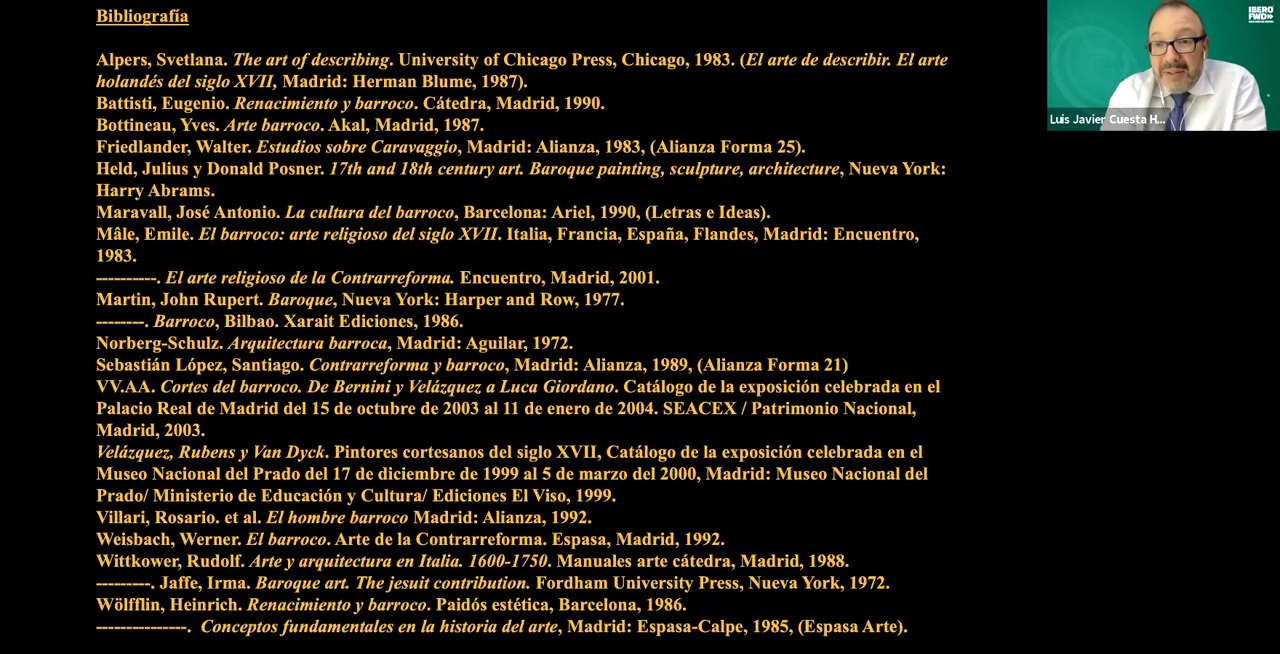 Bibliografía
Alpers, Svetlana. The art of describing. University of Chicago Press, Chicago, 1983. (El arte de describir. El arte
holandés del siglo XVII, Madrid: Herman Blume, 1987).
Battisti, Eugenio. Renacimiento y barroco. Cátedra, Madrid, 1990.
Bottineau, Yves. Arte barroco. Akal, Madrid, 1987.
Friedlander, Walter. Estudios sobre Caravaggio, Madrid: Alianza, 1983, (Alianza Forma 25).
Held, Julius y Donald Posner. 17th and 18th century art. Baroque painting, sculpture, architecture, Nueva York:
Harry Abrams.
Maravall, José Antonio. La cultura del barroco, Barcelona: Ariel, 1990, (Letras e Ideas).
Mâle, Emile. El barroco: arte religioso del siglo XVII. Italia, Francia, España, Flandes, Madrid: Encuentro,
1983.
----------. El arte religioso de la Contrarreforma. Encuentro, Madrid, 2001.
Martin, John Rupert. Baroque, Nueva York: Harper and Row, 1977.
--------. Barroco, Bilbao. Xarait Ediciones, 1986.
Norberg-Schulz. Arquitectura barroca, Madrid: Aguilar, 1972.
Sebastián López, Santiago. Contrarreforma y barroco, Madrid: Alianza, 1989, (Alianza Forma 21)
VV.AA. Cortes del barroco. De Bernini y Velázquez a Luca Giordano. Catálogo de la exposición celebrada en el
Palacio Real de Madrid del 15 de octubre de 2003 al 11 de enero de 2004. SEACEX / Patrimonio Nacional,
Madrid, 2003.
Velázquez, Rubens y Van Dyck. Pintores cortesanos del siglo XVII, Catálogo de la exposición celebrada en el
Museo Nacional del Prado del 17 de diciembre de 1999 al 5 de marzo del 2000, Madrid: Museo Nacional del
Prado/ Ministerio de Educación y Cultura/ Ediciones El Viso, 1999.
Villari, Rosario. et al. El hombre barroco Madrid: Alianza, 1992.
Weisbach, Werner. El barroco. Arte de la Contrarreforma. Espasa, Madrid, 1992.
Wittkower, Rudolf. Arte y arquitectura en Italia. 1600-1750. Manuales arte cátedra, Madrid, 1988.
---------. Jaffe, Irma. Baroque art. The jesuit contribution. Fordham University Press, Nueva York, 1972.
Wölfflin, Heinrich. Renacimiento y barroco. Paidós estética, Barcelona, 1986.
---------------. Conceptos fundamentales en la historia del arte, Madrid: Espasa-Calpe, 1985, (Espasa Arte).
IBERO
FWD
Luis Javier Cuesta H...